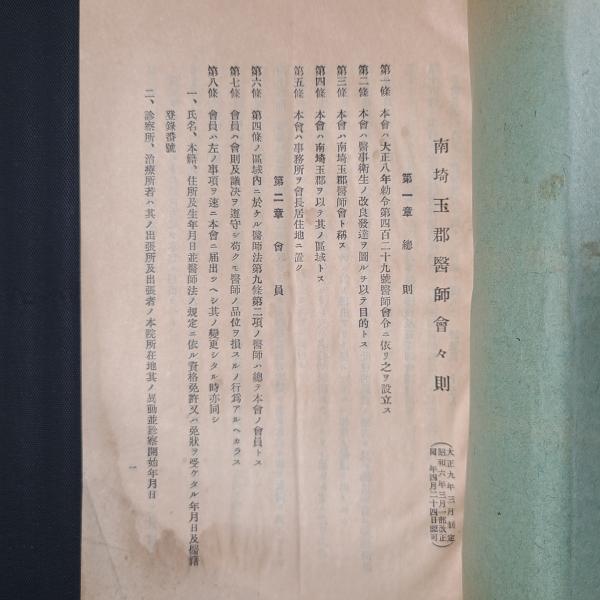 南埼玉郡醫師會々則
大正九年三月制定
昭和六年三月一部改正
同年四月二十四日認可
第一章 總則
第一條 本會ハ大正八年勅令第四百二十九號醫師會令ニ依リ之ヲ設立ス
第二條 本會ハ醫事衛生ノ改良發達ヲ圖ルヲ以テ目的トス
第三條 本會ハ南埼玉郡醫師會ト稱ス
第四條 本會ハ南埼玉郡ヲ以テ其ノ區域トス
第五條 本會ハ事務所ヲ會長居住地ニ置ク
第二章 會員
第六條 第四條ノ區域內ニ於ケル醫師法第九條第二項ノ醫師ハ總テ本會ノ會員トス
第七條 會員ハ會則及議決ヲ遵守シ苟クモ醫師ノ品位ヲ損スルノ行爲アルヘカラス
第八條 會員ハ左ノ事項ヲ速ニ本會ニ屆出ツヘシ其ノ變更シタル時亦同シ
一、氏名、本籍、住所及生年月日並醫師法ノ規定ニ依ル資格免許又ハ免狀ヲ受ケタル年月日及醫籍
登錄番號
二、診察所、治療所若ハ其ノ出張所及出張者ノ本院所在地其ノ異動並診察開始年月日
一